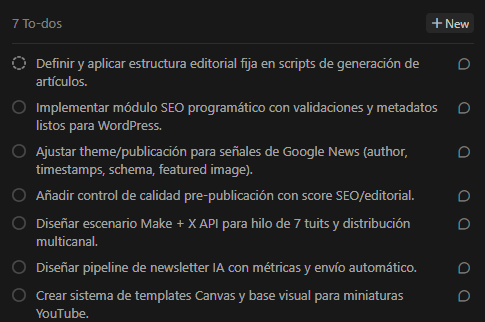 7 To-dos
+ New
Definir y aplicar estructura editorial fija en scripts de generación de
artículos.
Implementar módulo SEO programático con validaciones y metadatos
listos para WordPress.
Ajustar theme/publicación para señales de Google News (author,
timestamps, schema, featured image).
Añadir control de calidad pre-publicación con score SEO/editorial.
Diseñar escenario Make + X API para hilo de 7 tuits y distribución
multicanal.
Diseñar pipeline de newsletter IA con métricas y envío automático.
Crear sistema de templates Canvas y base visual para miniaturas
YouTube.